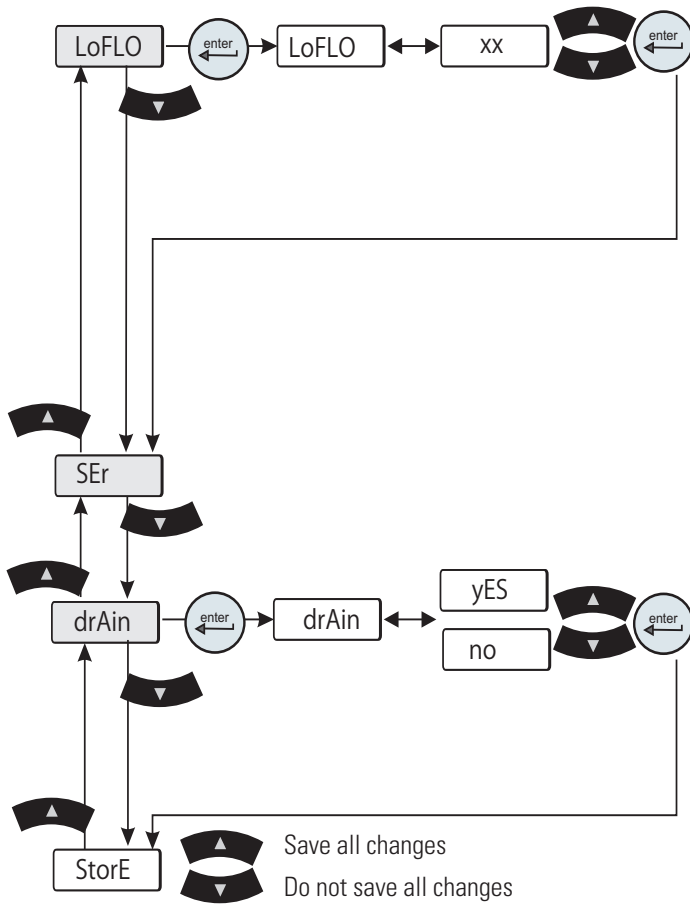 LoFLO enter LoFLO xx enter
SEr
drAin enter drAin yES enter
no
StorE
Save all changes
Do not save all changes